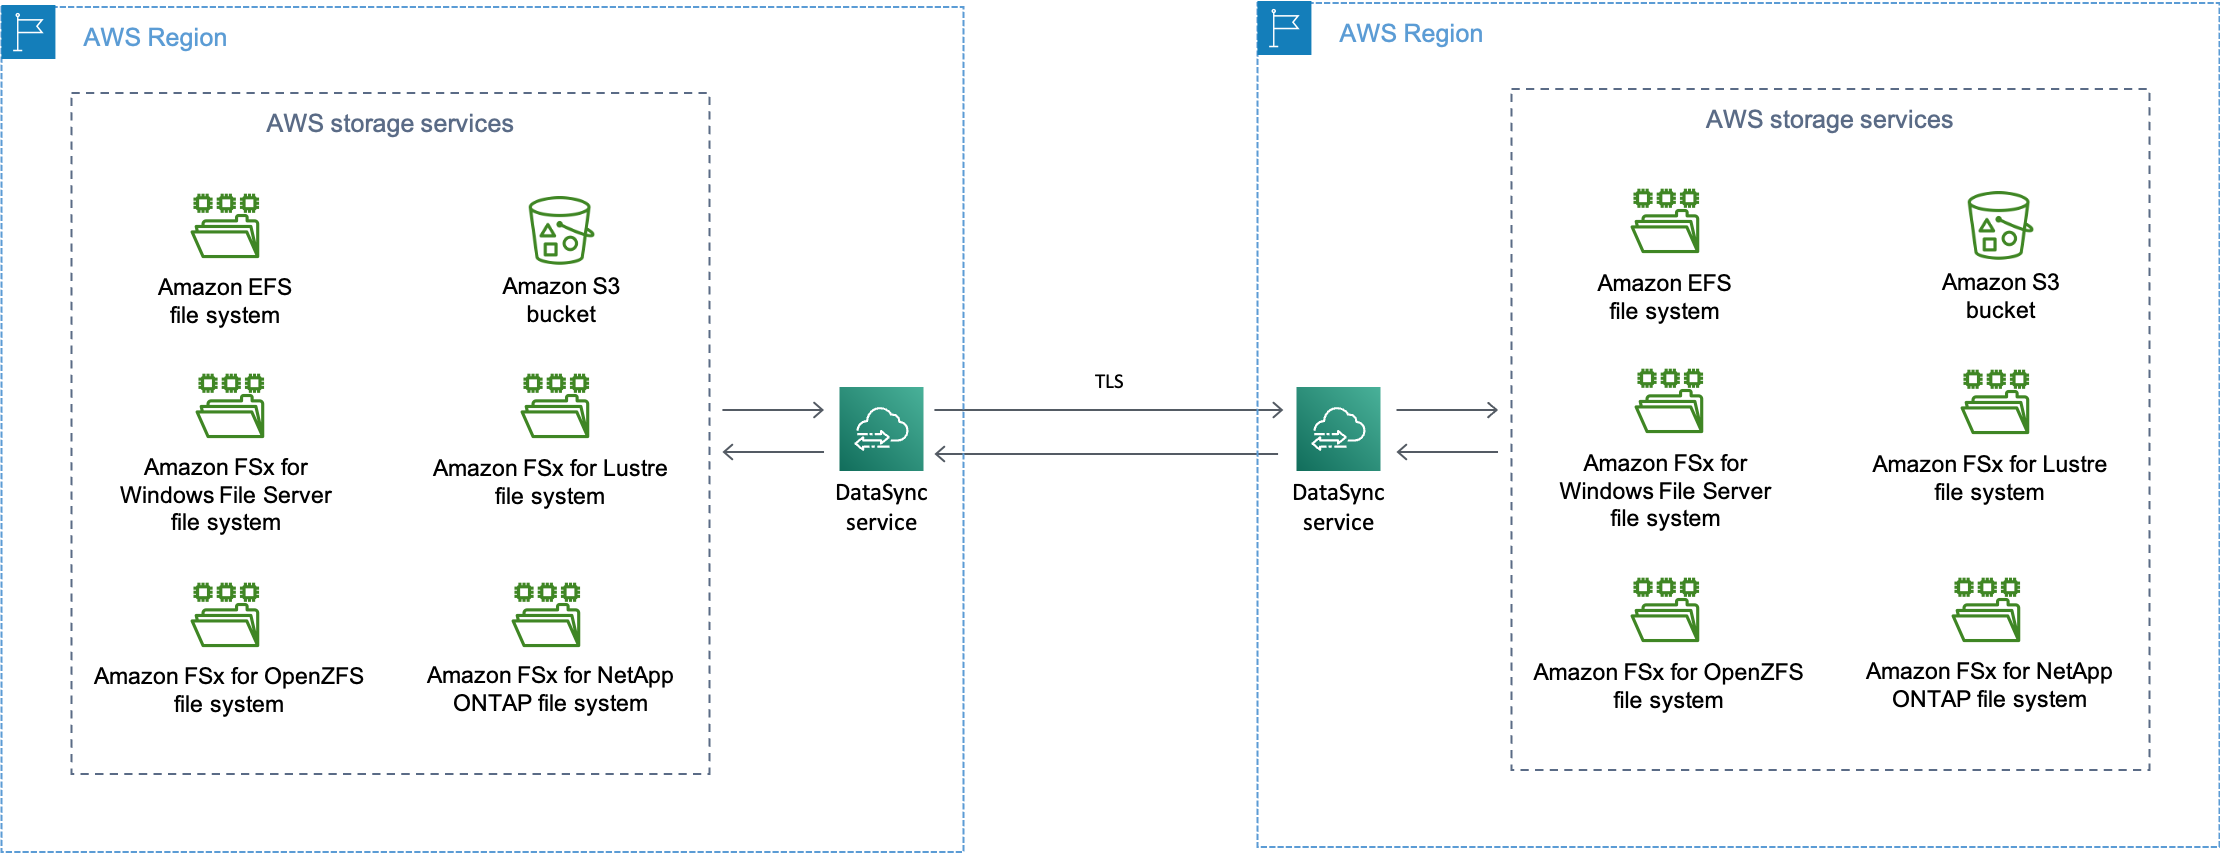 AWS Region
AWS storage services
Amazon EFS
file system
Amazon S3
bucket
Amazon FSx for
Windows File Server
file system
Amazon FSx for Lustre
file system
Amazon FSx for OpenZFS
file system
Amazon FSx for NetApp
ONTAP file system
DataSync
service
TLS
AWS Region
DataSync
service
AWS storage services
Amazon EFS
file system
Amazon S3
bucket
Amazon FSx for
Windows File Server
file system
Amazon FSx for Lustre
file system
Amazon FSx for OpenZFS
file system
Amazon FSx for NetApp
ONTAP file system